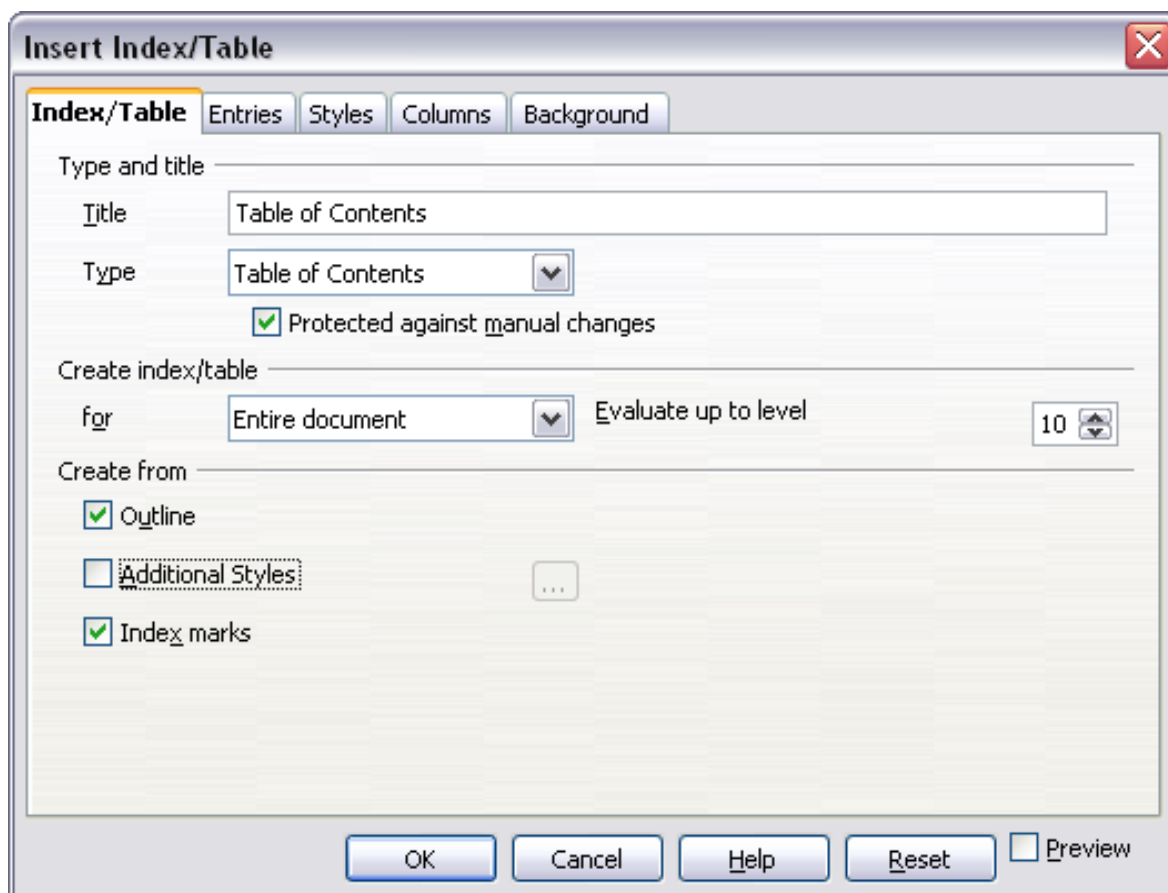 Insert Index/Table
Index/Table Entries Styles Columns Background
Type and title
Title Table of Contents
Type Table of Contents
Protected against manual changes
Create index/table
for Entire document Evaluate up to level 10
Create from
Outline
Additional Styles ...
Index marks
OK Cancel Help Reset Preview